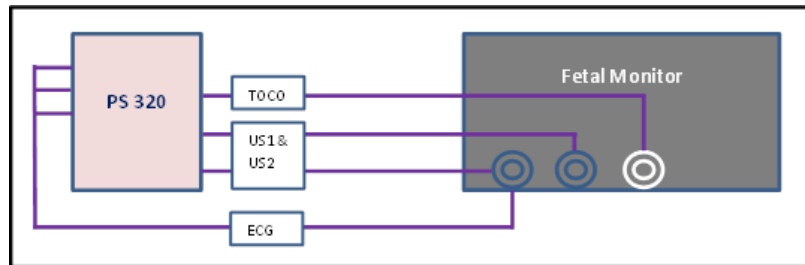 PS 320
TOCO
US1 &
US2
ECG
Fetal Monitor